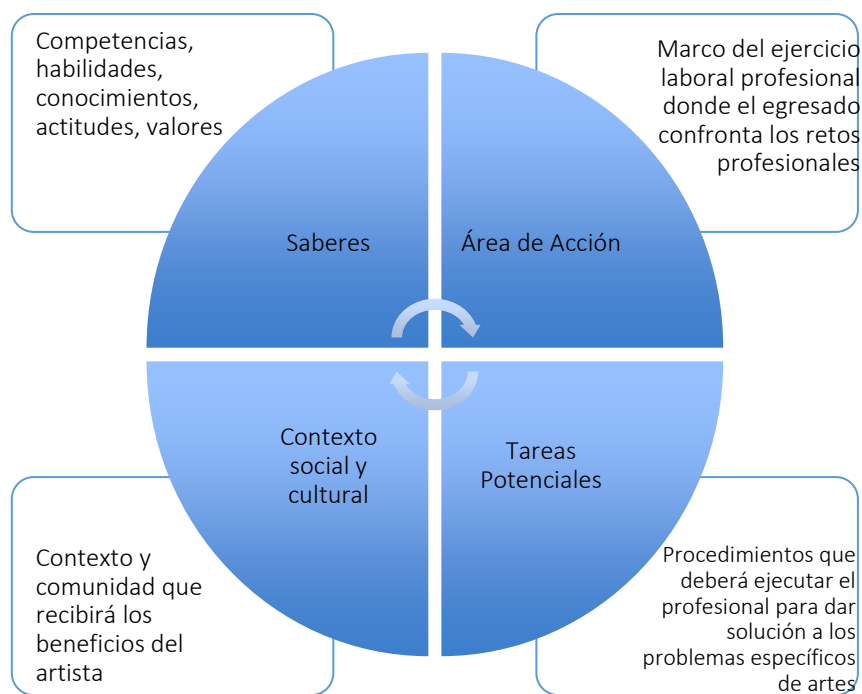 Competencias,
habilidades,
conocimientos,
actitudes, valores
Marco del ejercicio
laboral profesional
donde el egresado
confronta los retos
profesionales
Saberes
Área de Acción
Contexto
social y
cultural
Tareas
Potenciales
Contexto y
comunidad que
recibirá los
beneficios del
artista
Procedimientos que
deberá ejecutar el
profesional para dar
solución a los
problemas específicos
de artes